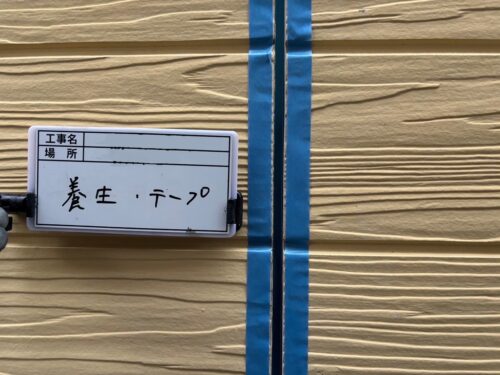 工事名
場所
養生・テープ